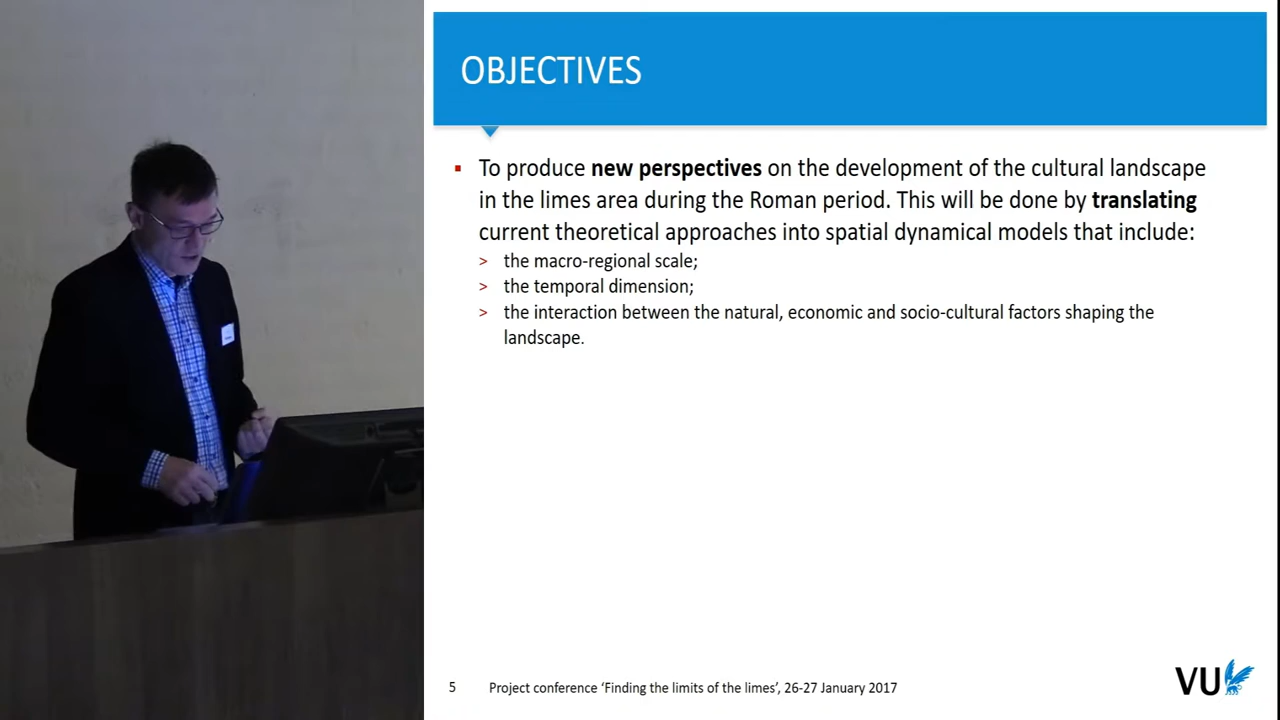 OBJECTIVES
▪ To produce new perspectives on the development of the cultural landscape
in the limes area during the Roman period. This will be done by translating
current theoretical approaches into spatial dynamical models that include:
> the macro-regional scale;
> the temporal dimension;
> the interaction between the natural, economic and socio-cultural factors shaping the
landscape.
5 Project conference ‘Finding the limits of the limes’, 26-27 January 2017
VU